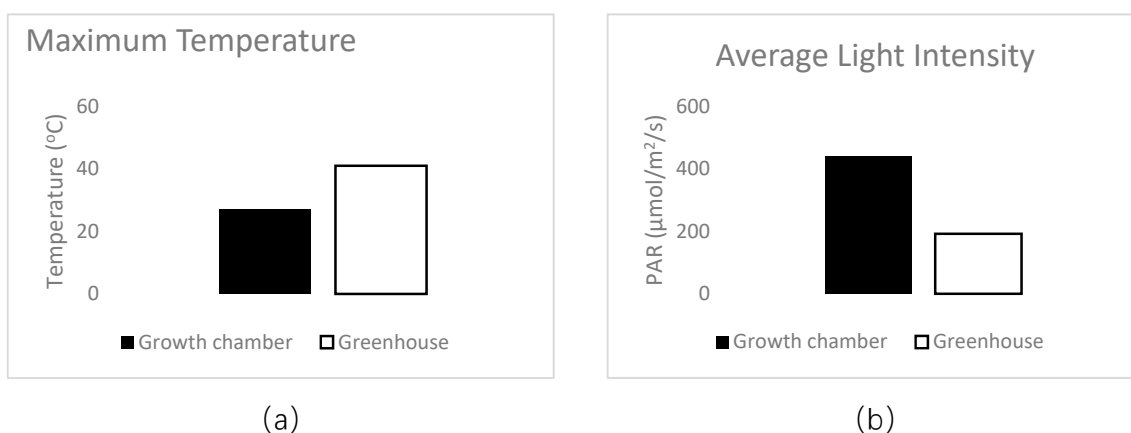 Maximum Temperature
Temperature (ºC)
60
40
20
0
Growth chamber Greenhouse
(a)
Average Light Intensity
PAR (μmol/m²/s)
600
400
200
0
Growth chamber Greenhouse
(b)